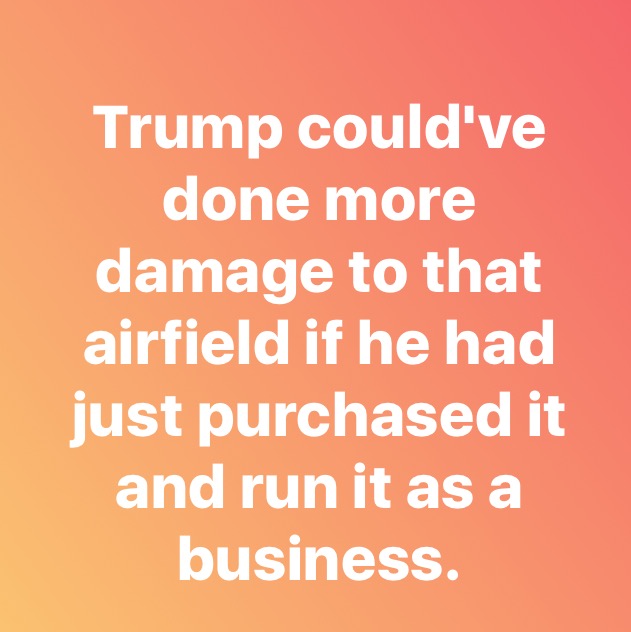 Trump could've
done more
damage to that
airfield if he had
just purchased it
and run it as a
business.